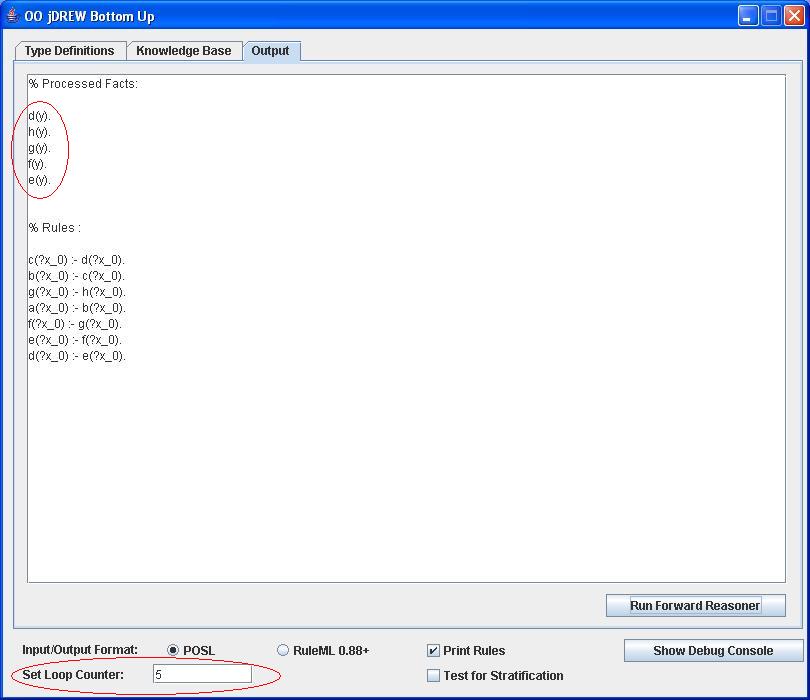 OO jDREW Bottom Up
Type Definitions Knowledge Base Output
% Processed Facts:
d(y).
h(y).
g(y).
f(y).
e(y).
% Rules :
c(?x_0) :- d(?x_0).
b(?x_0) :- c(?x_0).
g(?x_0) :- h(?x_0).
a(?x_0) :- b(?x_0).
f(?x_0) :- g(?x_0).
e(?x_0) :- f(?x_0).
d(?x_0) :- e(?x_0).
Run Forward Reasoner
Input/Output Format: POSL RuleML 0.88+ Print Rules Show Debug Console
Set Loop Counter: 5 Test for Stratification